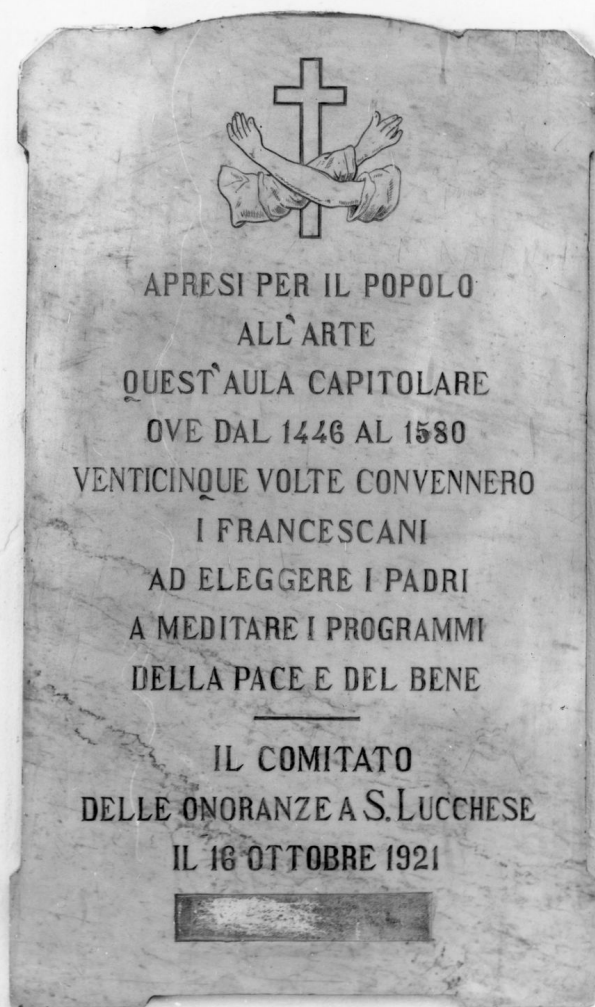 APRESI PER IL POPOLO
ALL'ARTE
QUEST'AULA CAPITOLARE
OVE DAL 1446 AL 1580
VENTICINQUE VOLTE CONVENNERO
I FRANCESCANI
AD ELEGGERE I PADRI
A MEDITARE I PROGRAMMI
DELLA PACE E DEL BENE
IL COMITATO
DELLE ONORANZE A S. LUCCHESE
IL 16 OTTOBRE 1921